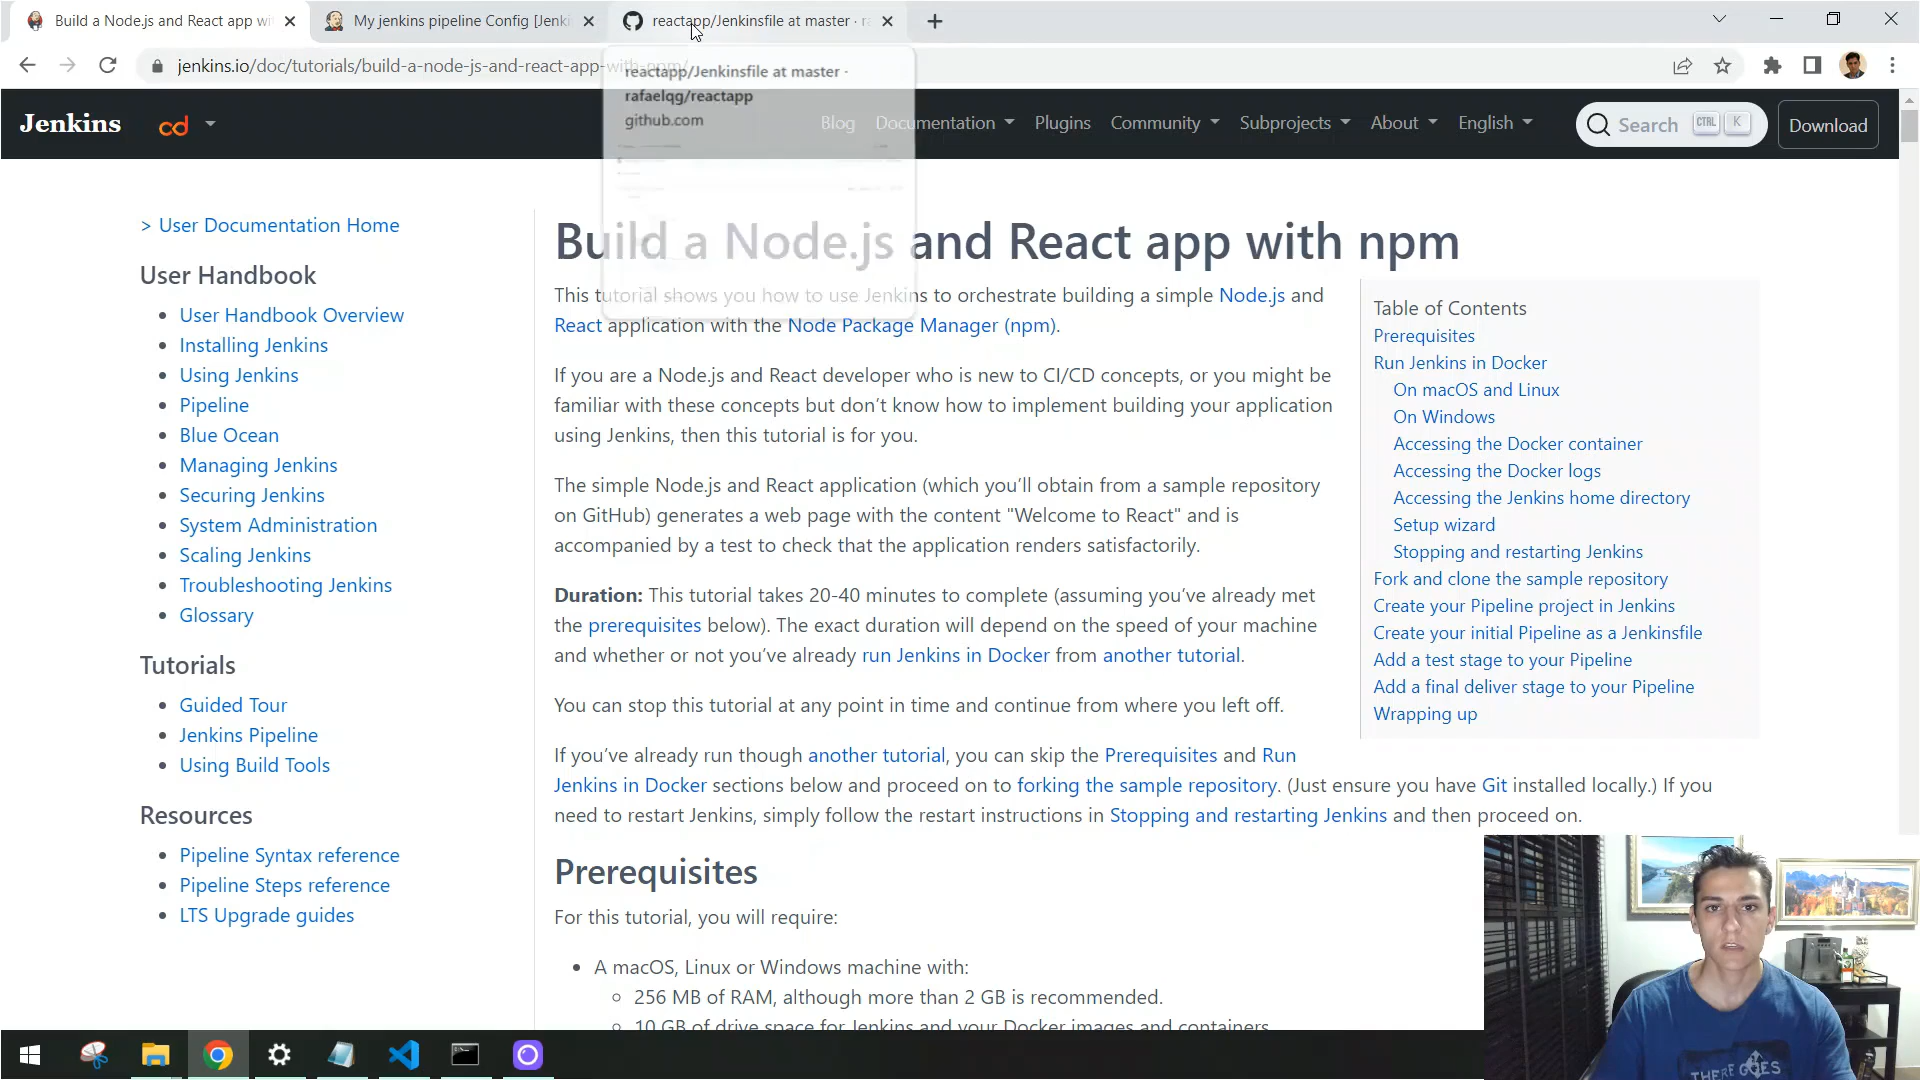 Build a Node.js and React app wi
My jenkins pipeline Config [Jenki
reactapp/Jenkinsfile at master · ra
jenkins.io/doc/tutorials/build-a-node-js-and-react-app-with-npm/
reactapp/Jenkinsfile at master ·
rafaelqg/reactapp
github.com
Jenkins
cd
Blog
Documentation
Plugins
Community
Subprojects
About
English
Search
CTRL
K
Download
> User Documentation Home
User Handbook
User Handbook Overview
Installing Jenkins
Using Jenkins
Pipeline
Blue Ocean
Managing Jenkins
Securing Jenkins
System Administration
Scaling Jenkins
Troubleshooting Jenkins
Glossary
Tutorials
Guided Tour
Jenkins Pipeline
Using Build Tools
Resources
Pipeline Syntax reference
Pipeline Steps reference
LTS Upgrade guides
Build a Node.js and React app with npm
This tutorial shows you how to use Jenkins to orchestrate building a simple Node.js and
React application with the Node Package Manager (npm).
If you are a Node.js and React developer who is new to CI/CD concepts, or you might be
familiar with these concepts but don’t know how to implement building your application
using Jenkins, then this tutorial is for you.
The simple Node.js and React application (which you’ll obtain from a sample repository
on GitHub) generates a web page with the content "Welcome to React" and is
accompanied by a test to check that the application renders satisfactorily.
Duration: This tutorial takes 20-40 minutes to complete (assuming you’ve already met
the prerequisites below). The exact duration will depend on the speed of your machine
and whether or not you’ve already run Jenkins in Docker from another tutorial.
You can stop this tutorial at any point in time and continue from where you left off.
If you’ve already run though another tutorial, you can skip the Prerequisites and Run
Jenkins in Docker sections below and proceed on to forking the sample repository. (Just ensure you have Git installed locally.) If you
need to restart Jenkins, simply follow the restart instructions in Stopping and restarting Jenkins and then proceed on.
Prerequisites
For this tutorial, you will require:
A macOS, Linux or Windows machine with:
256 MB of RAM, although more than 2 GB is recommended.
10 GB of drive space for Jenkins and your Docker images and containers
Table of Contents
Prerequisites
Run Jenkins in Docker
On macOS and Linux
On Windows
Accessing the Docker container
Accessing the Docker logs
Accessing the Jenkins home directory
Setup wizard
Stopping and restarting Jenkins
Fork and clone the sample repository
Create your Pipeline project in Jenkins
Create your initial Pipeline as a Jenkinsfile
Add a test stage to your Pipeline
Add a final deliver stage to your Pipeline
Wrapping up
THERE GOES